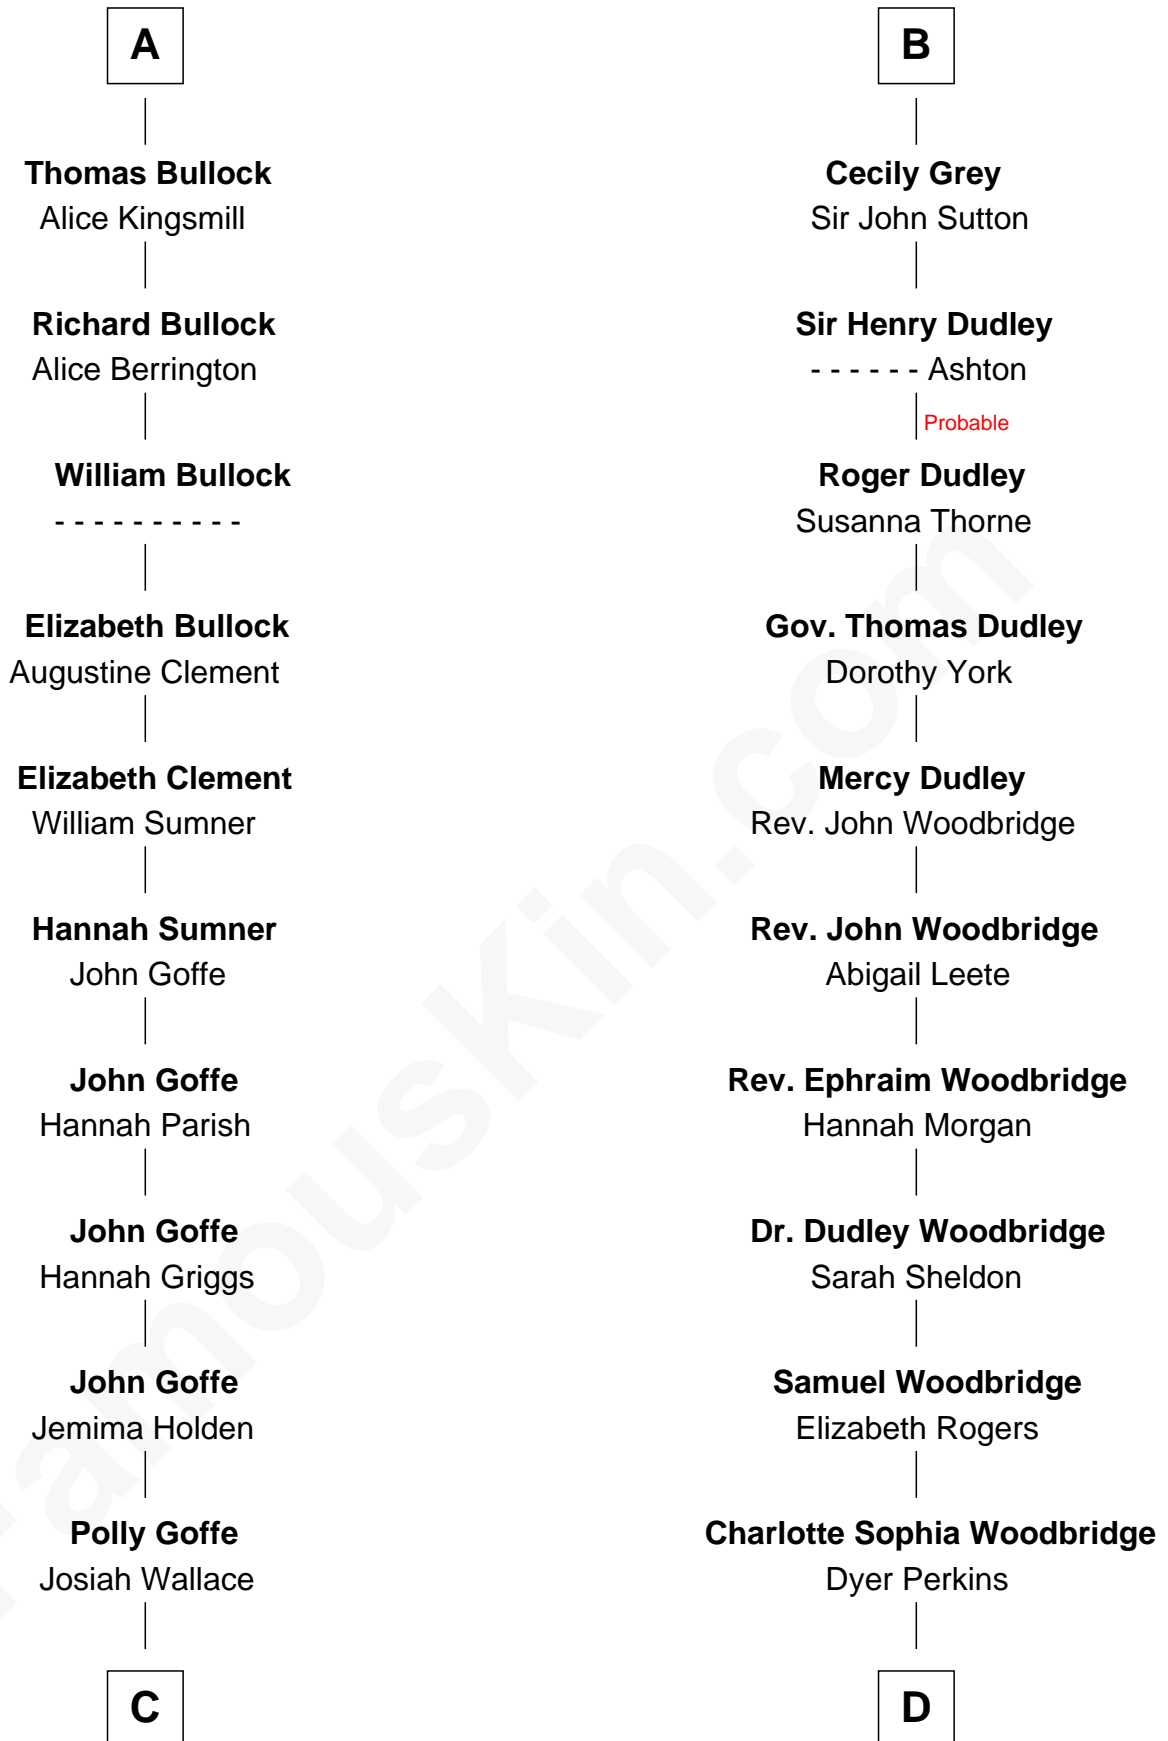 A
Thomas Bullock
Alice Kingsmill
Richard Bullock
Alice Berrington
William Bullock
- - - - - - - - - -
Elizabeth Bullock
Augustine Clement
Elizabeth Clement
William Sumner
Hannah Sumner
John Goffe
John Goffe
Hannah Parish
John Goffe
Hannah Griggs
John Goffe
Jemima Holden
Polly Goffe
Josiah Wallace
C
B
Cecily Grey
Sir John Sutton
Sir Henry Dudley
- - - - - - Ashton
Probable
Roger Dudley
Susanna Thorne
Gov. Thomas Dudley
Dorothy York
Mercy Dudley
Rev. John Woodbridge
Rev. John Woodbridge
Abigail Leete
Rev. Ephraim Woodbridge
Hannah Morgan
Dr. Dudley Woodbridge
Sarah Sheldon
Samuel Woodbridge
Elizabeth Rogers
Charlotte Sophia Woodbridge
Dyer Perkins
D
FamousKin.com